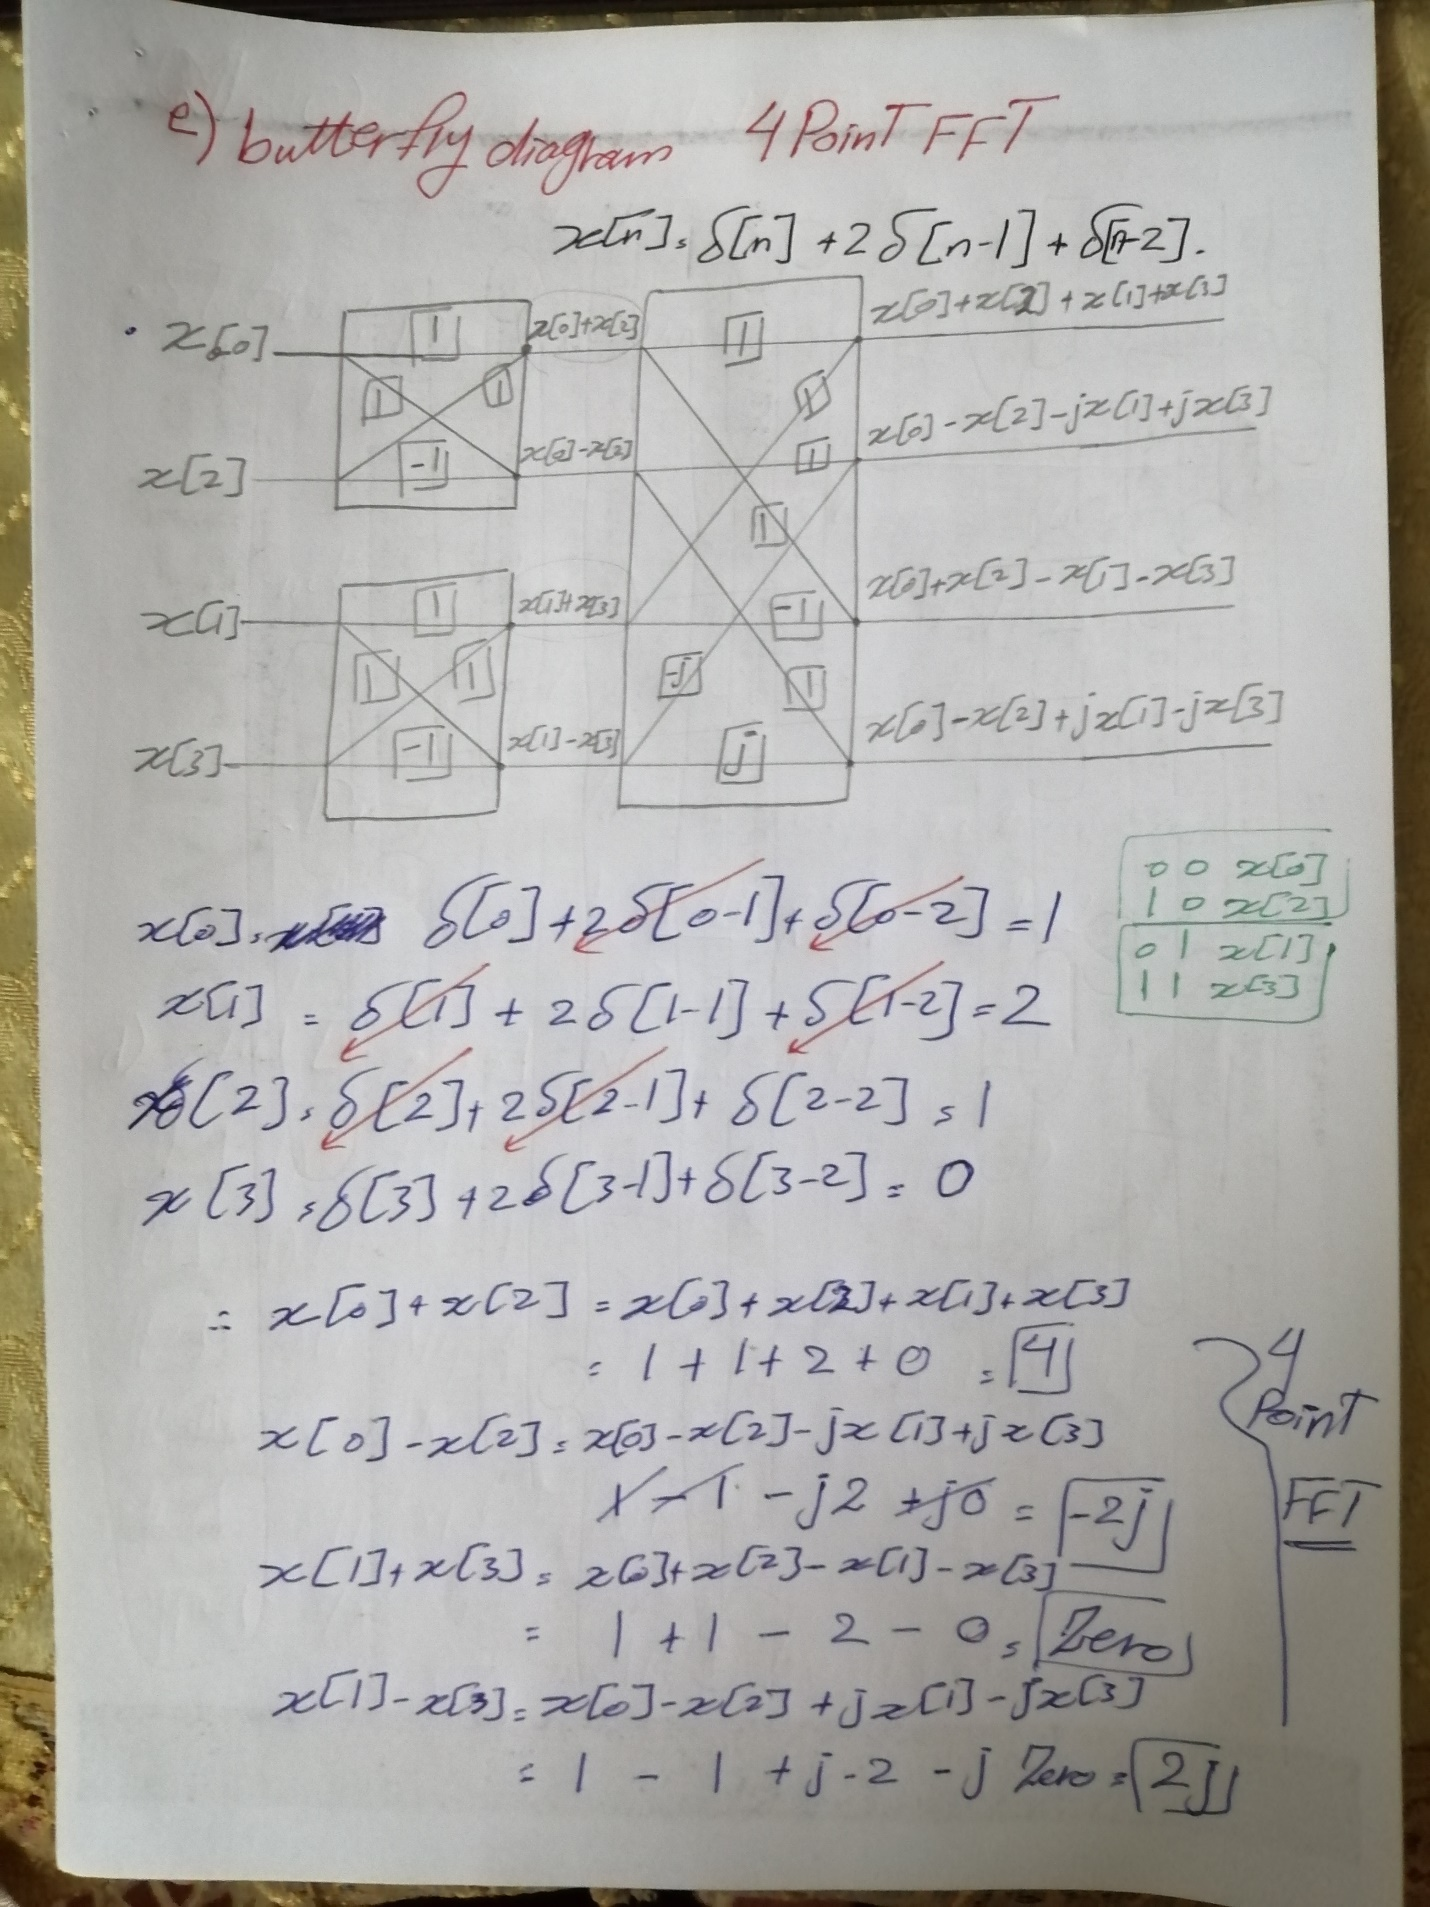 e) butterfly diagram 4 Point FFT
x[n] = δ[n] + 2δ[n-1] + δ[n-2].
x[0] 1 x[0]+x[2] 1 x[0]+x[2]+x[1]+x[3]
1 1 1
x[2] -1 x[0]-x[2] 1 x[0]-x[2]-jx[1]+jx[3]
1
x[1] 1 x[1]+x[3] -1 x[0]+x[2]-x[1]-x[3]
1 1 -j 1
x[3] -1 x[1]-x[3] j x[0]-x[2]+jx[1]-jx[3]
0 0 x[0]
1 0 x[2]
0 1 x[1]
1 1 x[3]
x[0] = δ[0] + 2δ[0-1] + δ[0-2] = 1
x[1] = δ[1] + 2δ[1-1] + δ[1-2] = 2
x[2] = δ[2] + 2δ[2-1] + δ[2-2] = 1
x[3] = δ[3] + 2δ[3-1] + δ[3-2] = 0
∴ x[0] + x[2] = x[0] + x[2] + x[1] + x[3]
= 1 + 1 + 2 + 0 = 4
x[0] - x[2] = x[0] - x[2] - jx[1] + jx[3]
1 - 1 - j2 + j0 = -2j
x[1] + x[3] = x[0] + x[2] - x[1] - x[3]
= 1 + 1 - 2 - 0 = Zero
x[1] - x[3] = x[0] - x[2] + jx[1] - jx[3]
= 1 - 1 + j.2 - j Zero = 2j
4
Point
FFT